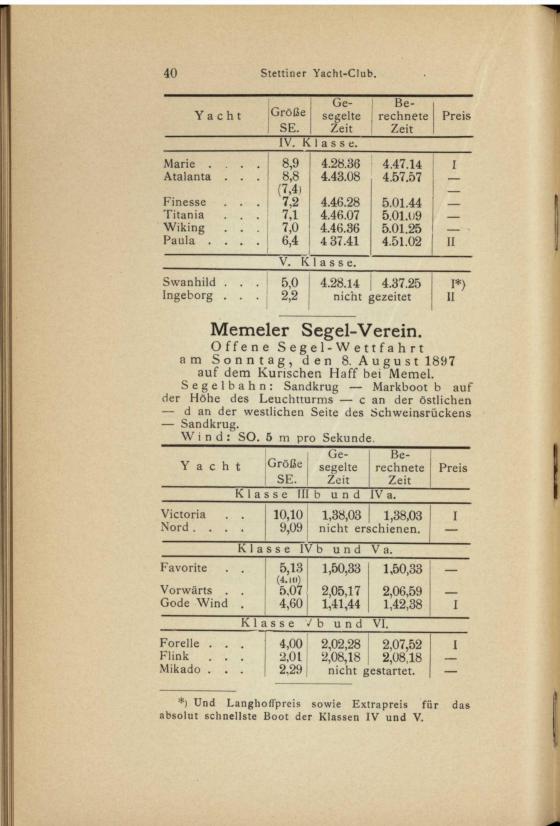 40 Stettiner Yacht-Club.
Yacht Größe SE. Ge-segelte Zeit Be-rechnete Zeit Preis
IV. Klasse.
Marie . . . . 8,9 4.28.36 4.47.14 I
Atalanta . . . 8,8 4.43.08 4.57.57 —
(7,4) —
Finesse . . . 7,2 4.46.28 5.01.44 —
Titania . . . 7,1 4.46.07 5.01.09 —
Wiking . . . 7,0 4.46.36 5.01.25 —
Paula . . . . 6,4 4 37.41 4.51.02 II
V. Klasse.
Swanhild . . . 5,0 4.28.14 4.37.25 I*)
Ingeborg . . . 2,2 nicht gezeitet II
Memeler Segel-Verein.
Offene Segel-Wettfahrt
am Sonntag, den 8. August 1897
auf dem Kurischen Haff bei Memel.
Segelbahn: Sandkrug — Markboot b auf
der Höhe des Leuchtturms — c an der östlichen
— d an der westlichen Seite des Schweinsrückens
— Sandkrug.
Wind: SO. 5 m pro Sekunde.
Yacht Größe SE. Ge-segelte Zeit Be-rechnete Zeit Preis
Klasse III b und IV a.
Victoria . . 10,10 1,38,03 1,38,03 I
Nord . . . . 9,09 nicht erschienen. —
Klasse IV b und V a.
Favorite . . 5,13 1,50,33 1,50,33 —
(4.10)
Vorwärts . . 5,07 2,05,17 2,06,59 —
Gode Wind . 4,60 1,41,44 1,42,38 I
Klasse V b und VI.
Forelle . . . 4,00 2,02,28 2,07,52 I
Flink . . . 2,01 2,08,18 2,08,18 —
Mikado . . . 2,29 nicht gestartet. —
*) Und Langhoffpreis sowie Extrapreis für das
absolut schnellste Boot der Klassen IV und V.